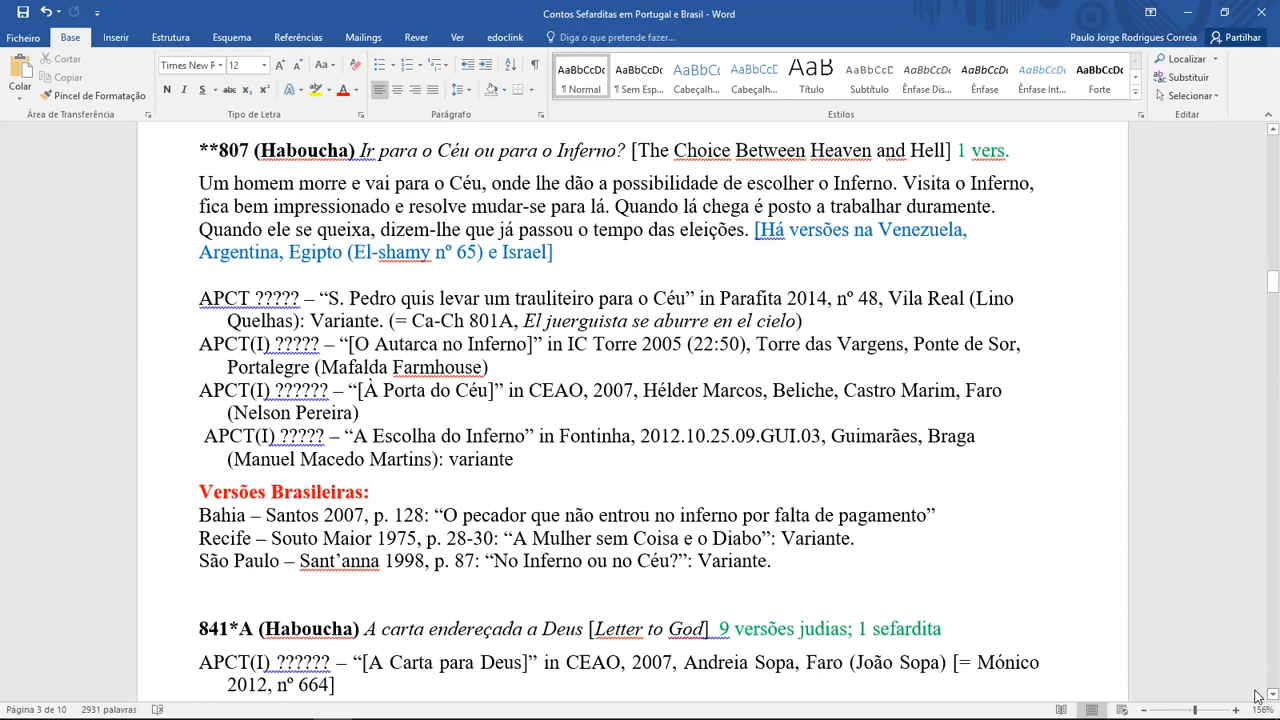 Contos Sefarditas em Portugal e Brasil - Word
Ficheiro Base Inserir Estrutura Esquema Referências Mailings Rever Ver edoclink Diga o que pretende fazer... Paulo Jorge Rodrigues Correia Partilhar
Colar Cortar Copiar Pincel de Formatação
Times New F 12
N I S abc x₂ x² Aa A
AaBbCcDc AaBbCcDc AaBbCcDc AaBbCcDc AaB AaBbCcDc AaBbCcDc AaBbCcDc AaBbCcDc AaBbCcDc
¶ Normal ¶ Sem Esp... Cabeçalh... Cabeçalh... Título Subtítulo Ênfase Dis... Ênfase Ênfase Int... Forte
Localizar
Substituir
Selecionar
Área de Transferência Tipo de Letra Parágrafo Estilos Editar
**807 (Haboucha) Ir para o Céu ou para o Inferno? [The Choice Between Heaven and Hell] 1 vers.
Um homem morre e vai para o Céu, onde lhe dão a possibilidade de escolher o Inferno. Visita o Inferno,
fica bem impressionado e resolve mudar-se para lá. Quando lá chega é posto a trabalhar duramente.
Quando ele se queixa, dizem-lhe que já passou o tempo das eleições. [Há versões na Venezuela,
Argentina, Egipto (El-shamy nº 65) e Israel]
APCT ????? – “S. Pedro quis levar um trauliteiro para o Céu” in Parafita 2014, nº 48, Vila Real (Lino
Quelhas): Variante. (= Ca-Ch 801A, El juerguista se aburre en el cielo)
APCT(I) ????? – “[O Autarca no Inferno]” in IC Torre 2005 (22:50), Torre das Vargens, Ponte de Sor,
Portalegre (Mafalda Farmhouse)
APCT(I) ?????? – “[À Porta do Céu]” in CEAO, 2007, Hélder Marcos, Beliche, Castro Marim, Faro
(Nelson Pereira)
APCT(I) ????? – “A Escolha do Inferno” in Fontinha, 2012.10.25.09.GUI.03, Guimarães, Braga
(Manuel Macedo Martins): variante
Versões Brasileiras:
Bahia – Santos 2007, p. 128: “O pecador que não entrou no inferno por falta de pagamento”
Recife – Souto Maior 1975, p. 28-30: “A Mulher sem Coisa e o Diabo”: Variante.
São Paulo – Sant’anna 1998, p. 87: “No Inferno ou no Céu?”: Variante.
841*A (Haboucha) A carta endereçada a Deus [Letter to God] 9 versões judias; 1 sefardita
APCT(I) ?????? – “[A Carta para Deus]” in CEAO, 2007, Andreia Sopa, Faro (João Sopa) [= Mónico
2012, nº 664]
Página 3 de 10 2931 palavras 156%